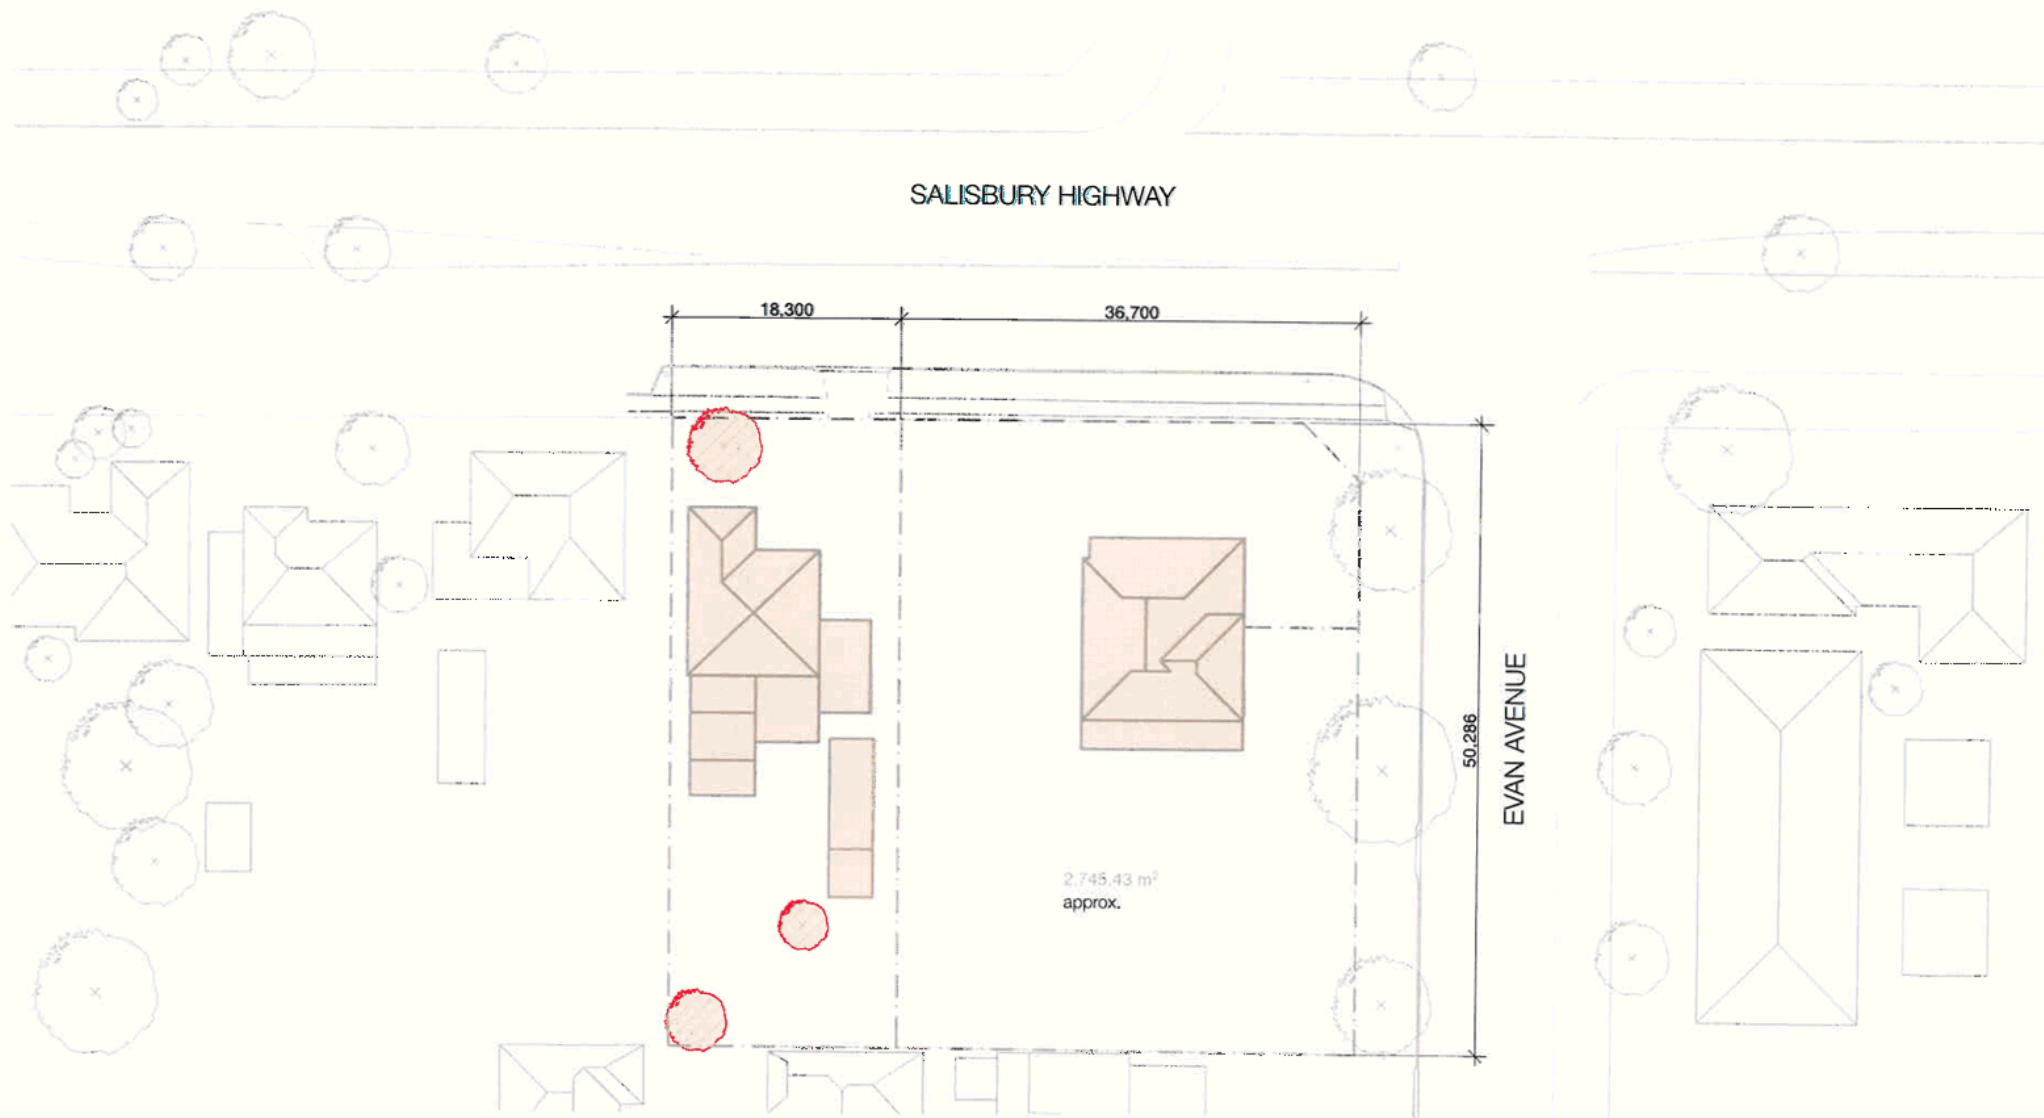 SALISBURY HIGHWAY
18,300
36,700
50,286
EVAN AVENUE
2,745.43 m²
approx.